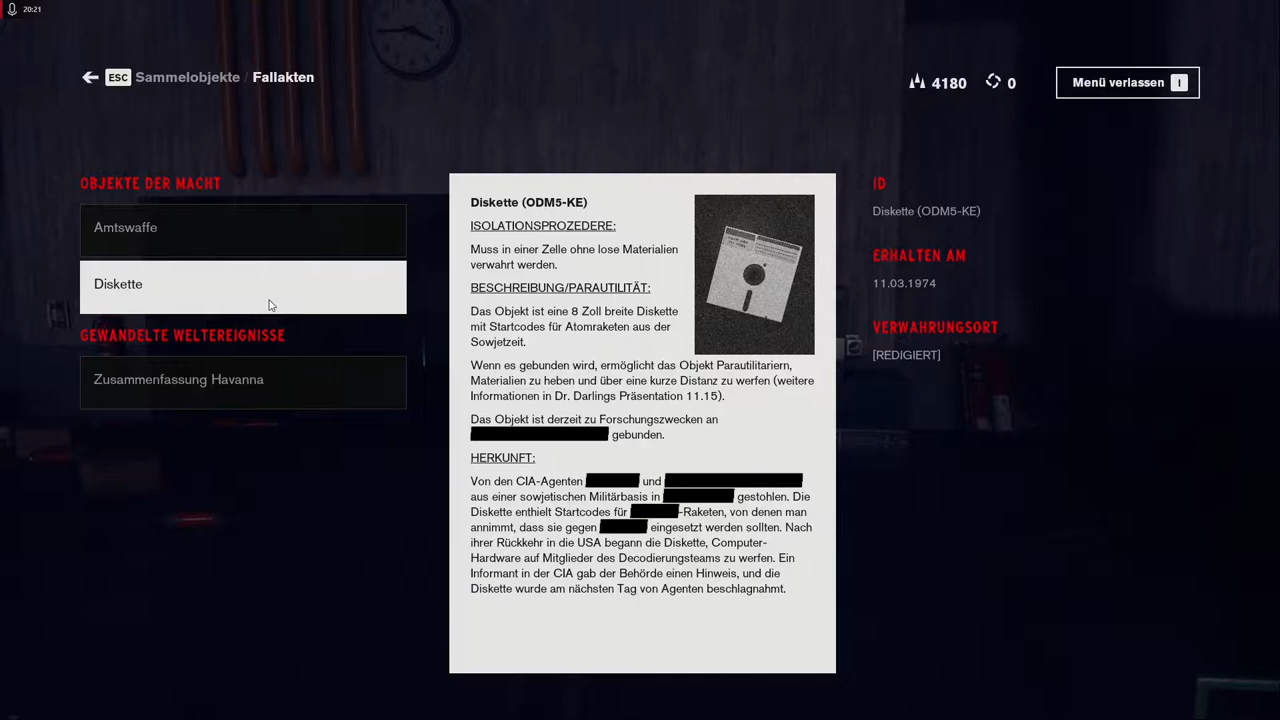 20:21
ESC Sammelobjekte / Fallakten
4180 0 Menü verlassen I
OBJEKTE DER MACHT
Amtswaffe
Diskette
GEWANDELTE WELTEREIGNISSE
Zusammenfassung Havanna
Diskette (ODM5-KE)
ISOLATIONSPROZEDERE:
Muss in einer Zelle ohne lose Materialien
verwahrt werden.
BESCHREIBUNG/PARAUTILITÄT:
Das Objekt ist eine 8 Zoll breite Diskette
mit Startcodes für Atomraketen aus der
Sowjetzeit.
Wenn es gebunden wird, ermöglicht das Objekt Parautilitariern,
Materialien zu heben und über eine kurze Distanz zu werfen (weitere
Informationen in Dr. Darlings Präsentation 11.15).
Das Objekt ist derzeit zu Forschungszwecken an
gebunden.
HERKUNFT:
Von den CIA-Agenten und
aus einer sowjetischen Militärbasis in gestohlen. Die
Diskette enthielt Startcodes für -Raketen, von denen man
annimmt, dass sie gegen eingesetzt werden sollten. Nach
ihrer Rückkehr in die USA begann die Diskette, Computer-
Hardware auf Mitglieder des Decodierungsteams zu werfen. Ein
Informant in der CIA gab der Behörde einen Hinweis, und die
Diskette wurde am nächsten Tag von Agenten beschlagnahmt.
ID
Diskette (ODM5-KE)
ERHALTEN AM
11.03.1974
VERWAHRUNGSORT
[REDIGIERT]